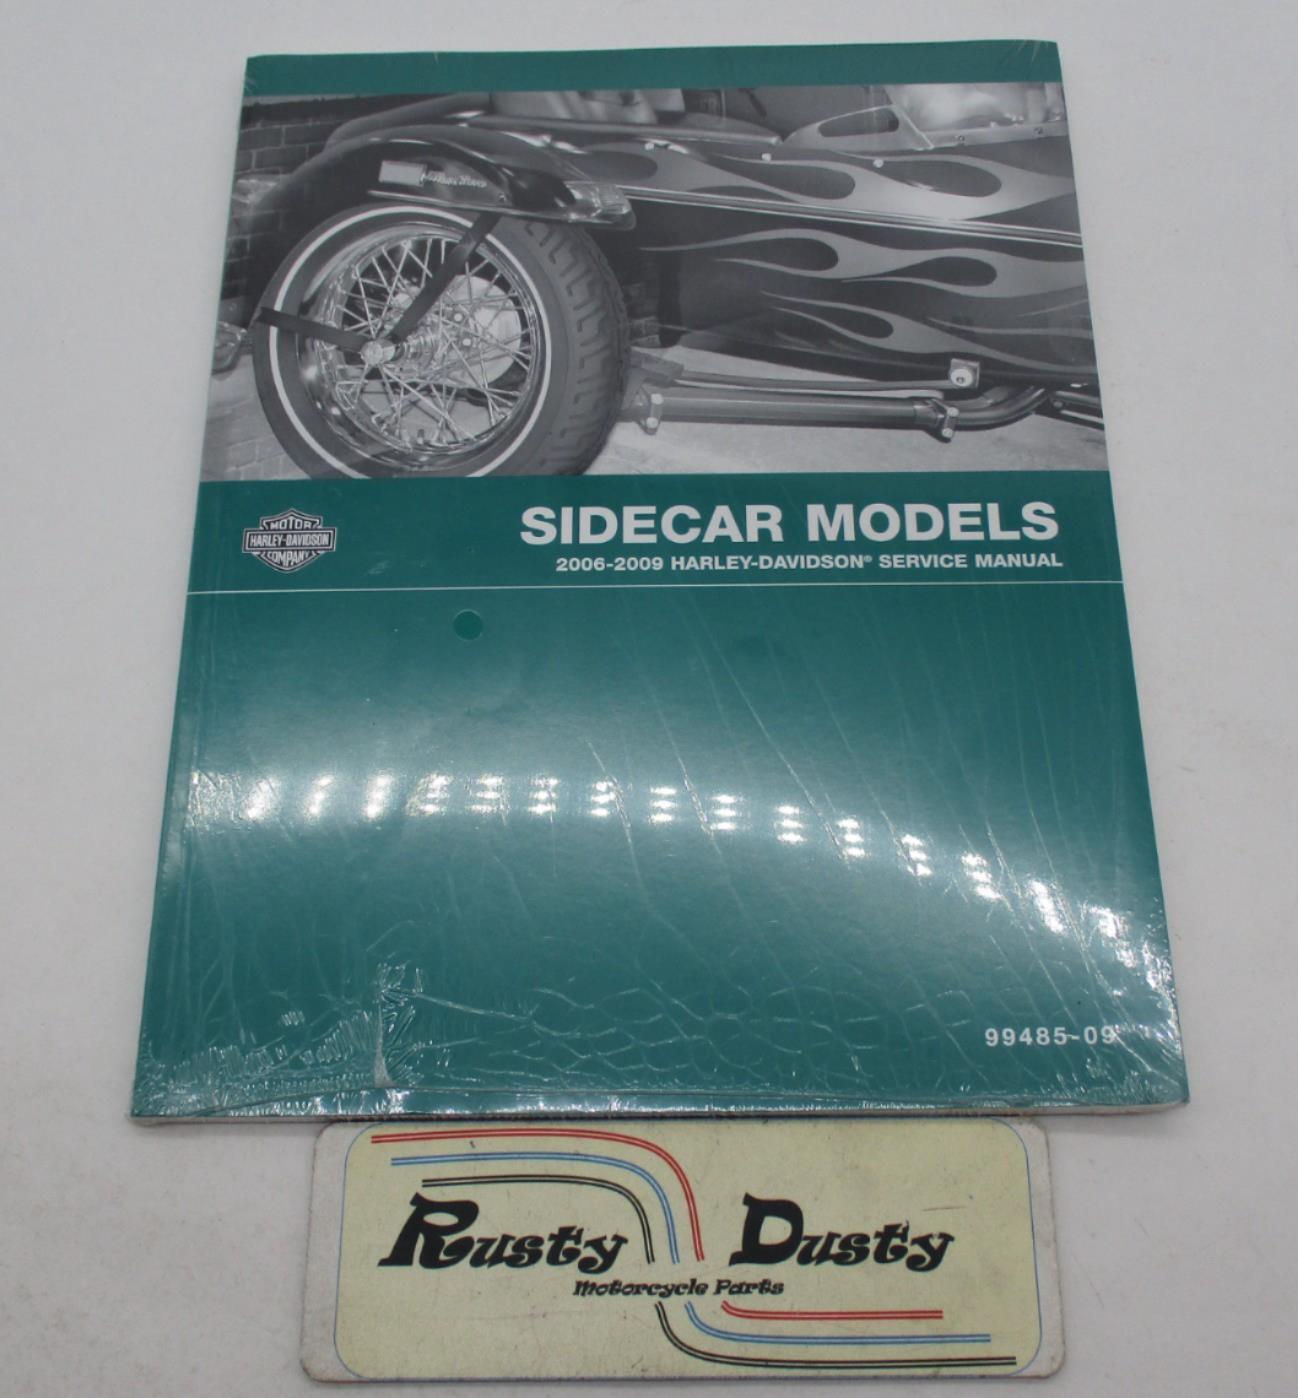 SIDECAR MODELS
2006-2009 HARLEY-DAVIDSON® SERVICE MANUAL
MOTOR
HARLEY-DAVIDSON
COMPANY
99485-09
Rusty Dusty
Motorcycle Parts